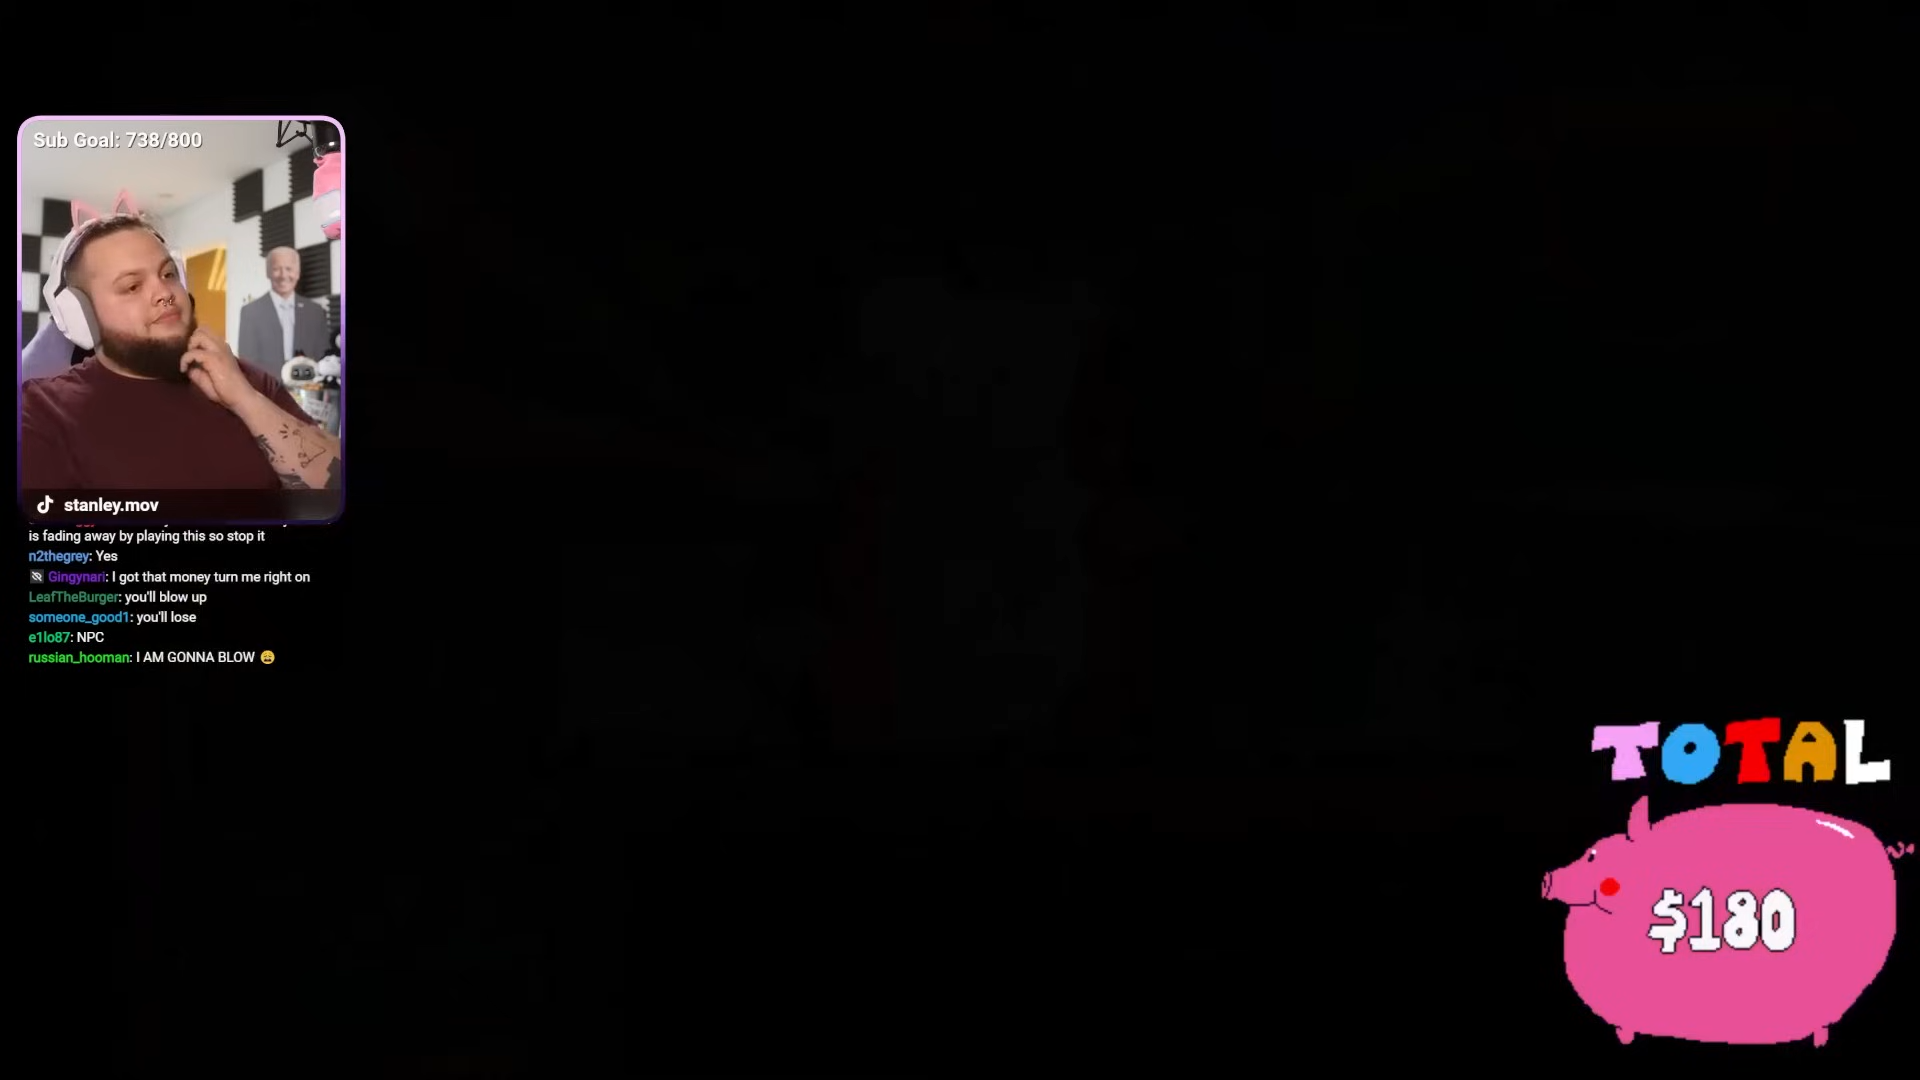 Sub Goal: 738/800
stanley.mov
is fading away by playing this so stop it
n2thegrey: Yes
Gingynari: I got that money turn me right on
LeafTheBurger: you'll blow up
someone_good1: you'll lose
e1lo87: NPC
russian_hooman: I AM GONNA BLOW 😩
TOTAL
$180